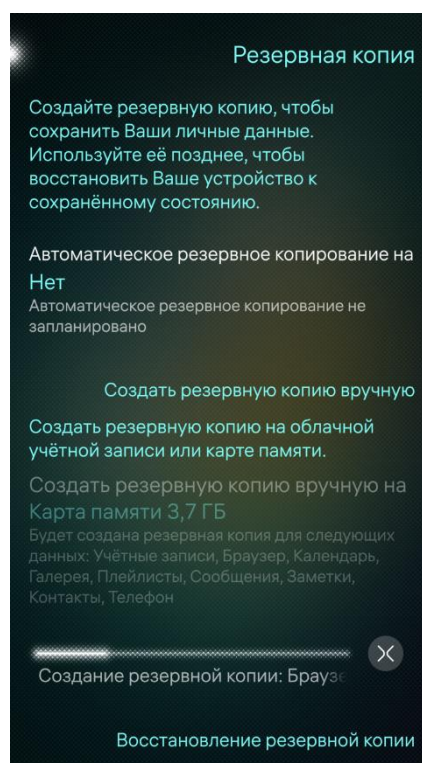 Резервная копия
Создайте резервную копию, чтобы
сохранить Ваши личные данные.
Используйте её позднее, чтобы
восстановить Ваше устройство к
сохранённому состоянию.
Автоматическое резервное копирование на
Нет
Автоматическое резервное копирование не
запланировано
Создать резервную копию вручную
Создать резервную копию на облачной
учётной записи или карте памяти.
Создать резервную копию вручную на
Карта памяти 3,7 ГБ
Будет создана резервная копия для следующих
данных: Учётные записи, Браузер, Календарь,
Галерея, Плейлисты, Сообщения, Заметки,
Контакты, Телефон
Создание резервной копии: Браузе
Восстановление резервной копии